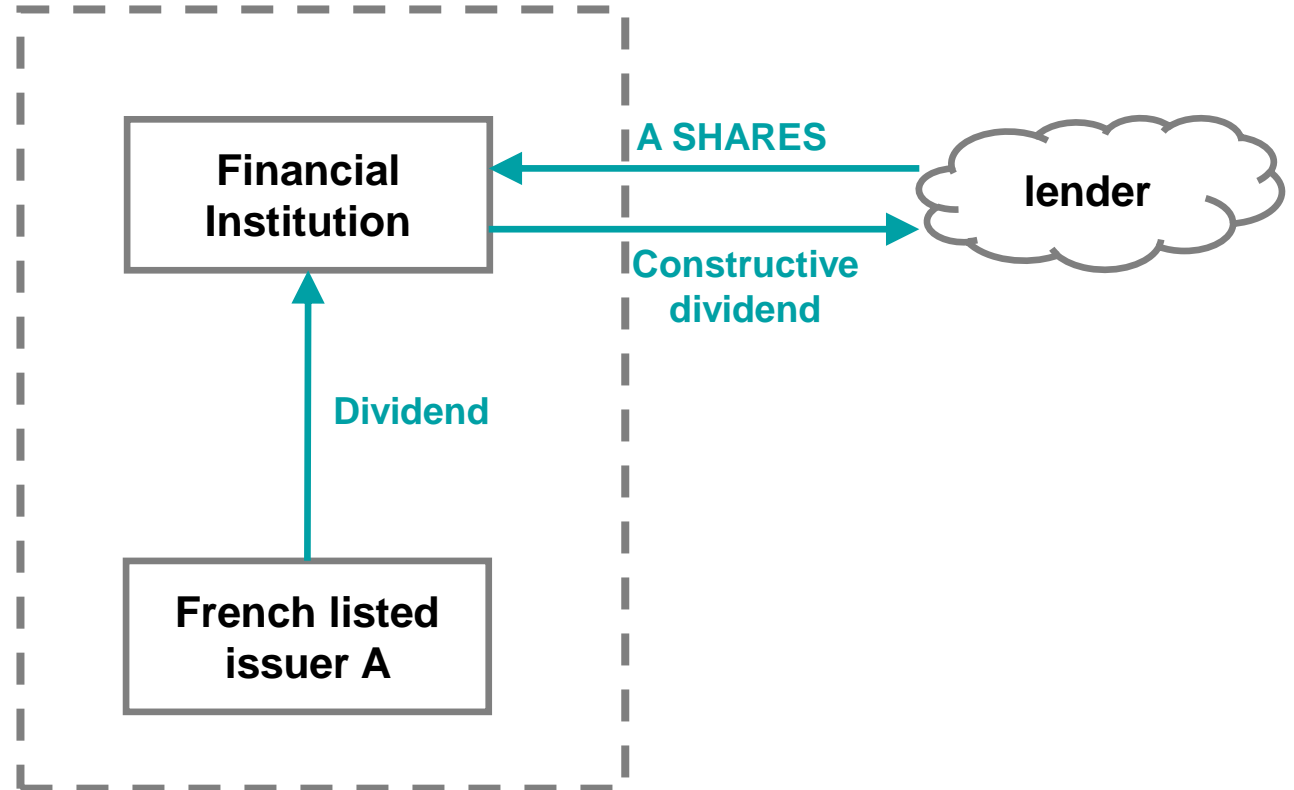 Financial
Institution
A SHARES
lender
Constructive
dividend
Dividend
French listed
issuer A